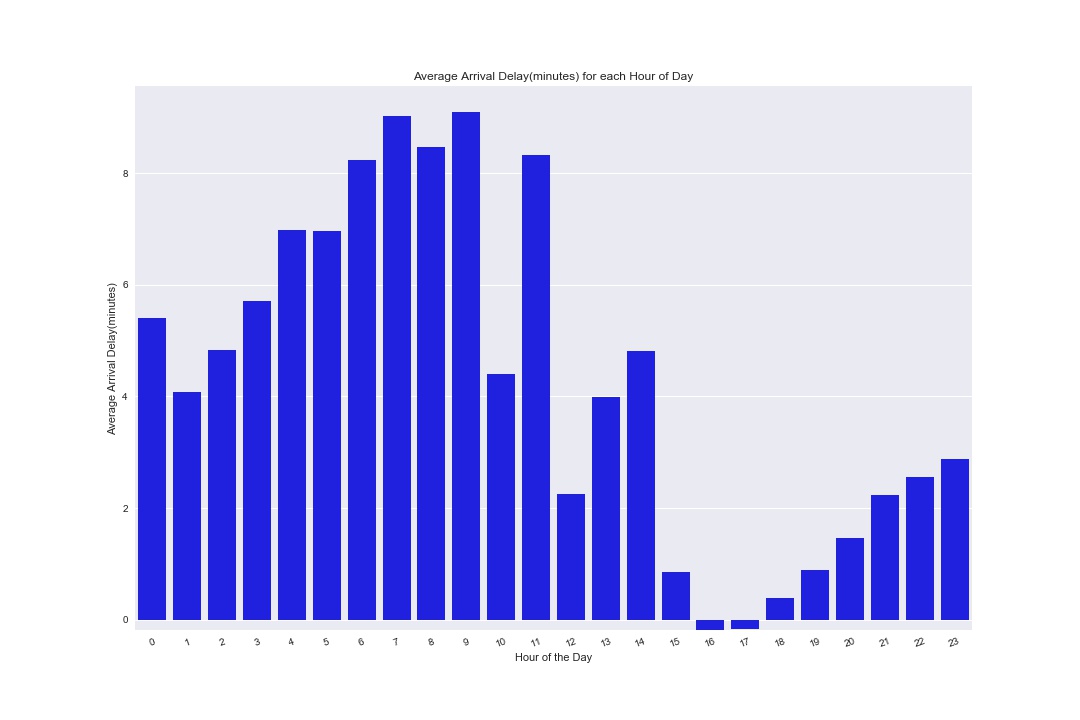 Average Arrival Delay(minutes) for each Hour of Day
Average Arrival Delay(minutes)
8
6
4
2
0
0 1 2 3 4 5 6 7 8 9 10 11 12 13 14 15 16 17 18 19 20 21 22 23
Hour of the Day